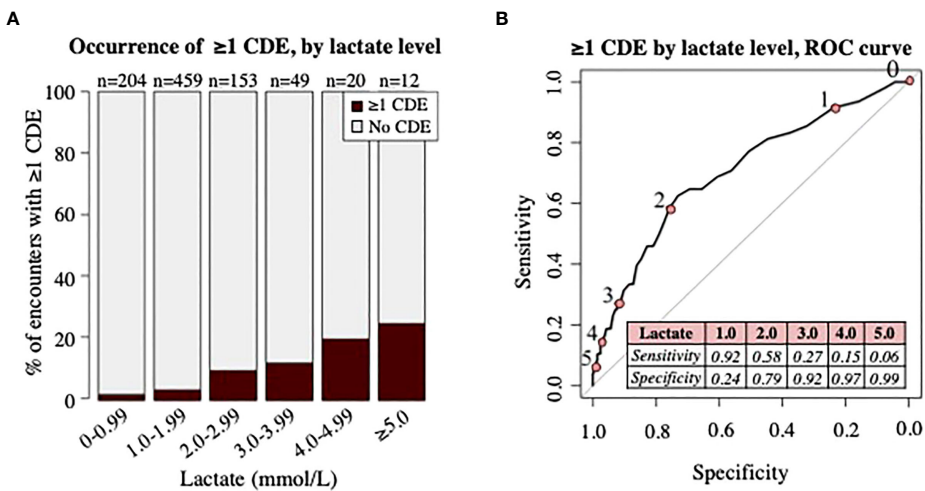 A
Occurrence of ≥1 CDE, by lactate level
n=204 n=459 n=153 n=49 n=20 n=12
≥1 CDE
No CDE
% of encounters with ≥1 CDE
100
80
60
40
20
0
0-0.99 1.0-1.99 2.0-2.99 3.0-3.99 4.0-4.99 ≥5.0
Lactate (mmol/L)
B
≥1 CDE by lactate level, ROC curve
Sensitivity
1.0
0.8
0.6
0.4
0.2
0.0
0
1
2
3
4
5
Lactate 1.0 2.0 3.0 4.0 5.0
Sensitivity 0.92 0.58 0.27 0.15 0.06
Specificity 0.24 0.79 0.92 0.97 0.99
1.0 0.8 0.6 0.4 0.2 0.0
Specificity